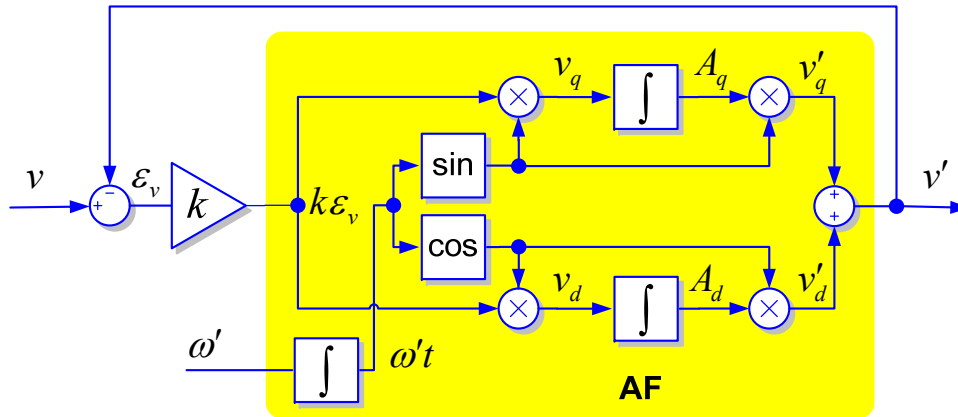 v_q ∫ A_q v′_q
× ×
sin
v − + ε_v k kε_v + + v′
cos
× v_d ∫ A_d × v′_d
ω′ ∫ ω′t
AF